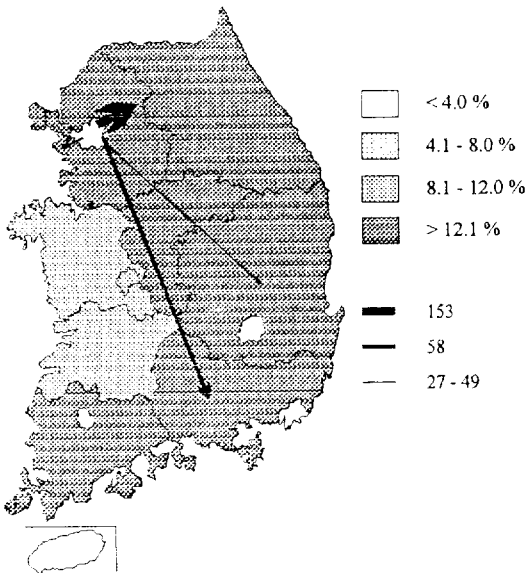 < 4.0 %
4.1 - 8.0 %
8.1 - 12.0 %
> 12.1 %
153
58
27 - 49